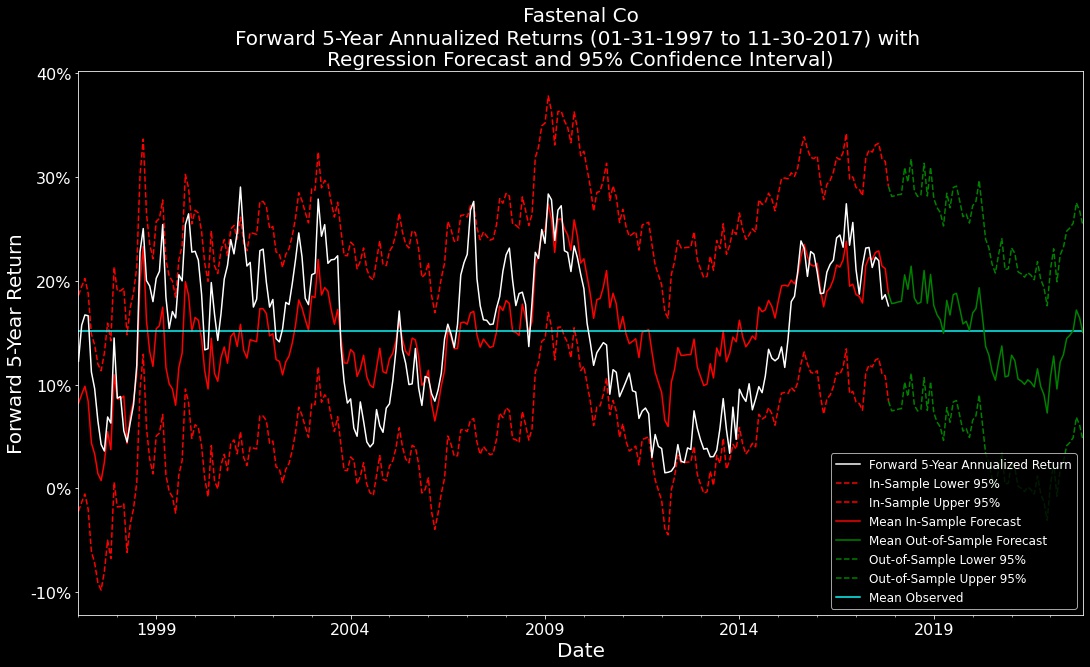 Fastenal Co
Forward 5-Year Annualized Returns (01-31-1997 to 11-30-2017) with
Regression Forecast and 95% Confidence Interval)
Forward 5-Year Return
40%
30%
20%
10%
0%
-10%
1999
2004
2009
2014
2019
Date
Forward 5-Year Annualized Return
In-Sample Lower 95%
In-Sample Upper 95%
Mean In-Sample Forecast
Mean Out-of-Sample Forecast
Out-of-Sample Lower 95%
Out-of-Sample Upper 95%
Mean Observed